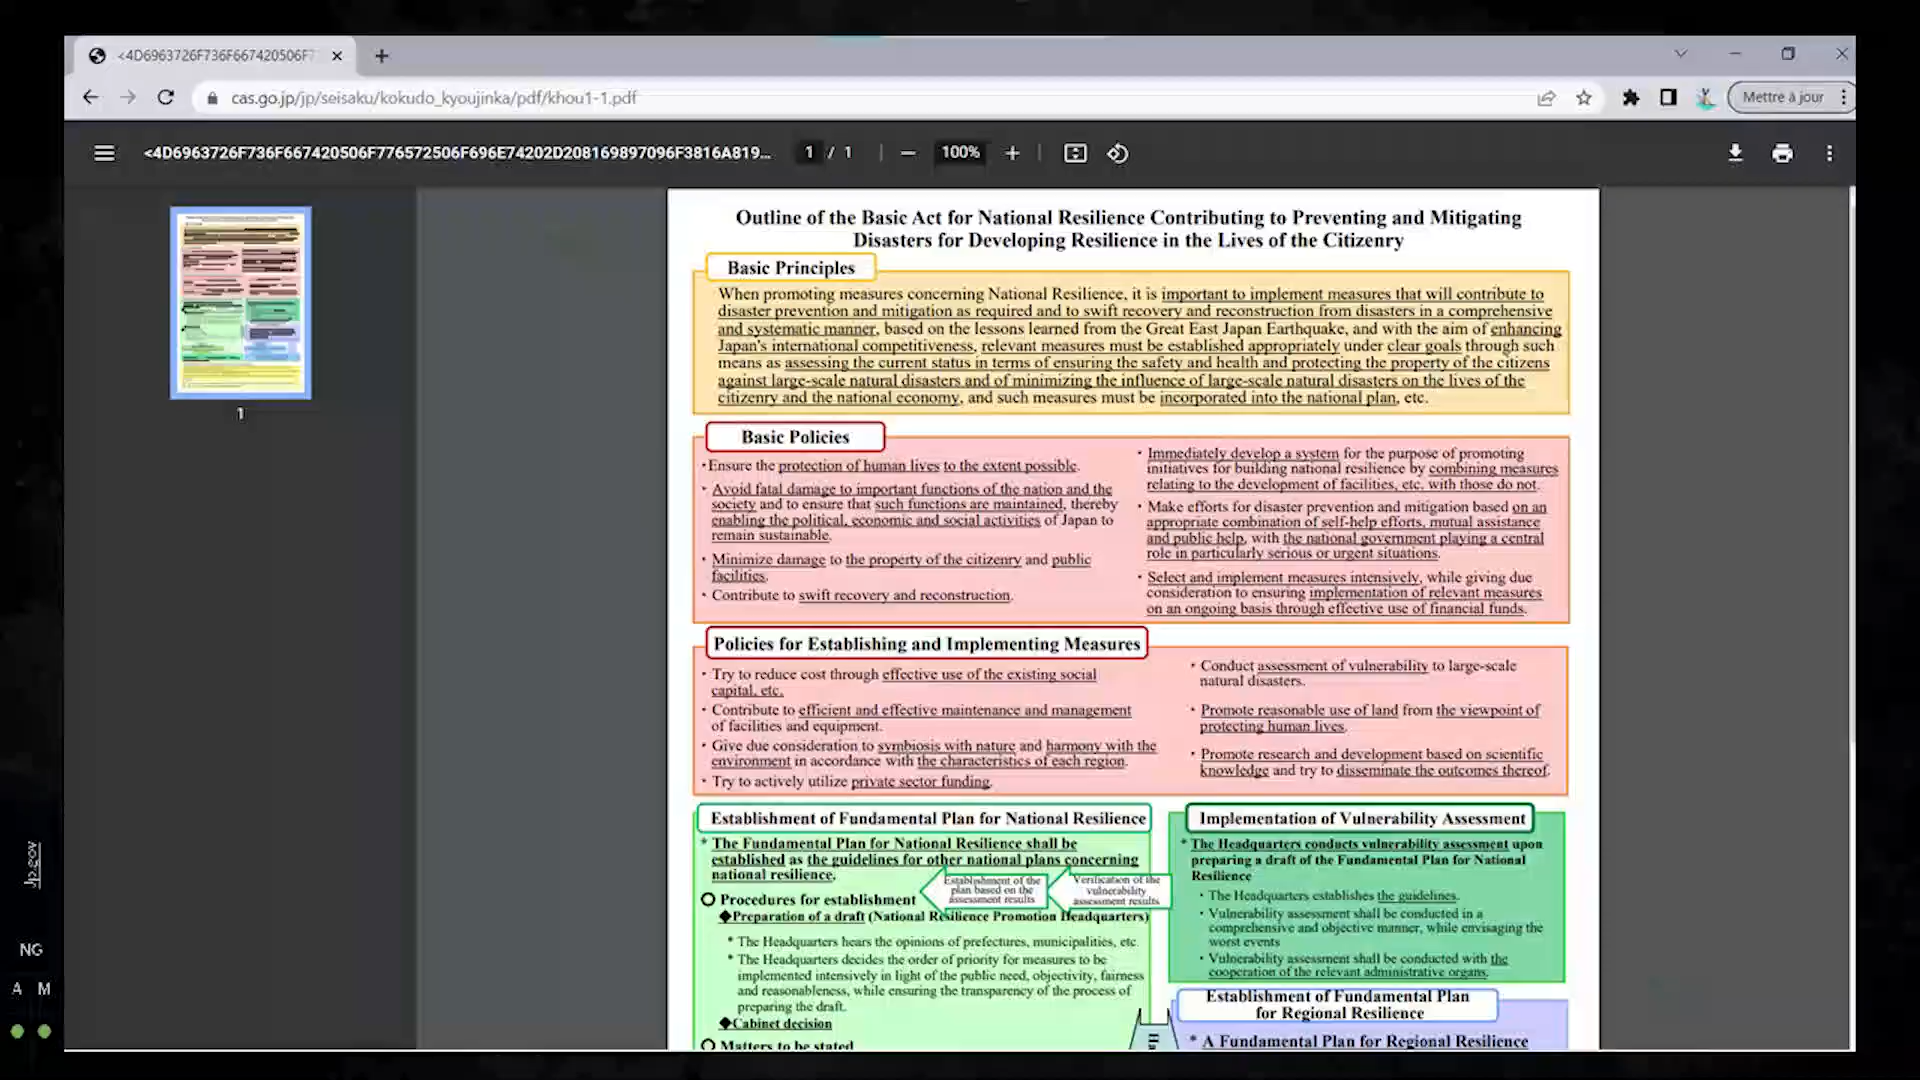 <4D6963726F736F667420506F7
cas.go.jp/jp/seisaku/kokudo_kyoujinka/pdf/khou1-1.pdf
Mettre à jour
<4D6963726F736F667420506F776572506F696E74202D208169897096F3816A819...
1 / 1
100%
1
Outline of the Basic Act for National Resilience Contributing to Preventing and Mitigating
Disasters for Developing Resilience in the Lives of the Citizenry
Basic Principles
When promoting measures concerning National Resilience, it is important to implement measures that will contribute to
disaster prevention and mitigation as required and to swift recovery and reconstruction from disasters in a comprehensive
and systematic manner, based on the lessons learned from the Great East Japan Earthquake, and with the aim of enhancing
Japan's international competitiveness, relevant measures must be established appropriately under clear goals through such
means as assessing the current status in terms of ensuring the safety and health and protecting the property of the citizens
against large-scale natural disasters and of minimizing the influence of large-scale natural disasters on the lives of the
citizenry and the national economy, and such measures must be incorporated into the national plan, etc.
Basic Policies
・Ensure the protection of human lives to the extent possible.
・Avoid fatal damage to important functions of the nation and the
society and to ensure that such functions are maintained, thereby
enabling the political, economic and social activities of Japan to
remain sustainable.
・Minimize damage to the property of the citizenry and public
facilities.
・Contribute to swift recovery and reconstruction.
・Immediately develop a system for the purpose of promoting
initiatives for building national resilience by combining measures
relating to the development of facilities, etc. with those do not.
・Make efforts for disaster prevention and mitigation based on an
appropriate combination of self-help efforts, mutual assistance
and public help, with the national government playing a central
role in particularly serious or urgent situations.
・Select and implement measures intensively, while giving due
consideration to ensuring implementation of relevant measures
on an ongoing basis through effective use of financial funds.
Policies for Establishing and Implementing Measures
・Try to reduce cost through effective use of the existing social
capital, etc.
・Contribute to efficient and effective maintenance and management
of facilities and equipment.
・Give due consideration to symbiosis with nature and harmony with the
environment in accordance with the characteristics of each region.
・Try to actively utilize private sector funding.
・Conduct assessment of vulnerability to large-scale
natural disasters.
・Promote reasonable use of land from the viewpoint of
protecting human lives.
・Promote research and development based on scientific
knowledge and try to disseminate the outcomes thereof.
Establishment of Fundamental Plan for National Resilience
* The Fundamental Plan for National Resilience shall be
established as the guidelines for other national plans concerning
national resilience.
Establishment of the
plan based on the
assessment results
Verification of the
vulnerability
assessment results
○ Procedures for establishment
◆Preparation of a draft (National Resilience Promotion Headquarters)
* The Headquarters hears the opinions of prefectures, municipalities, etc.
* The Headquarters decides the order of priority for measures to be
implemented intensively in light of the public need, objectivity, fairness
and reasonableness, while ensuring the transparency of the process of
preparing the draft.
◆Cabinet decision
○ Matters to be stated
Implementation of Vulnerability Assessment
* The Headquarters conducts vulnerability assessment upon
preparing a draft of the Fundamental Plan for National
Resilience
・The Headquarters establishes the guidelines.
・Vulnerability assessment shall be conducted in a
comprehensive and objective manner, while envisaging the
worst events
・Vulnerability assessment shall be conducted with the
cooperation of the relevant administrative organs.
Establishment of Fundamental Plan
for Regional Resilience
* A Fundamental Plan for Regional Resilience
Jp.gov
NG
A M